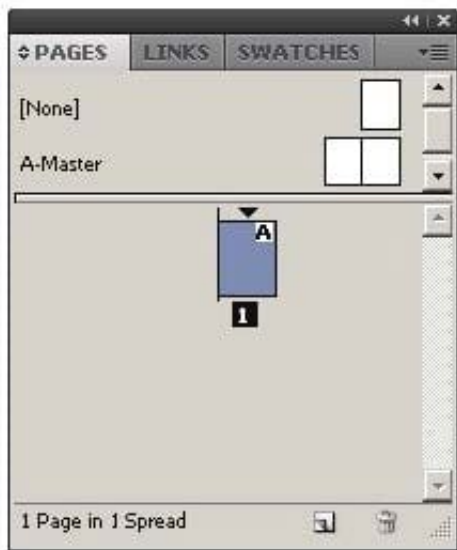 PAGES LINKS SWATCHES
[None]
A-Master
A
1
1 Page in 1 Spread